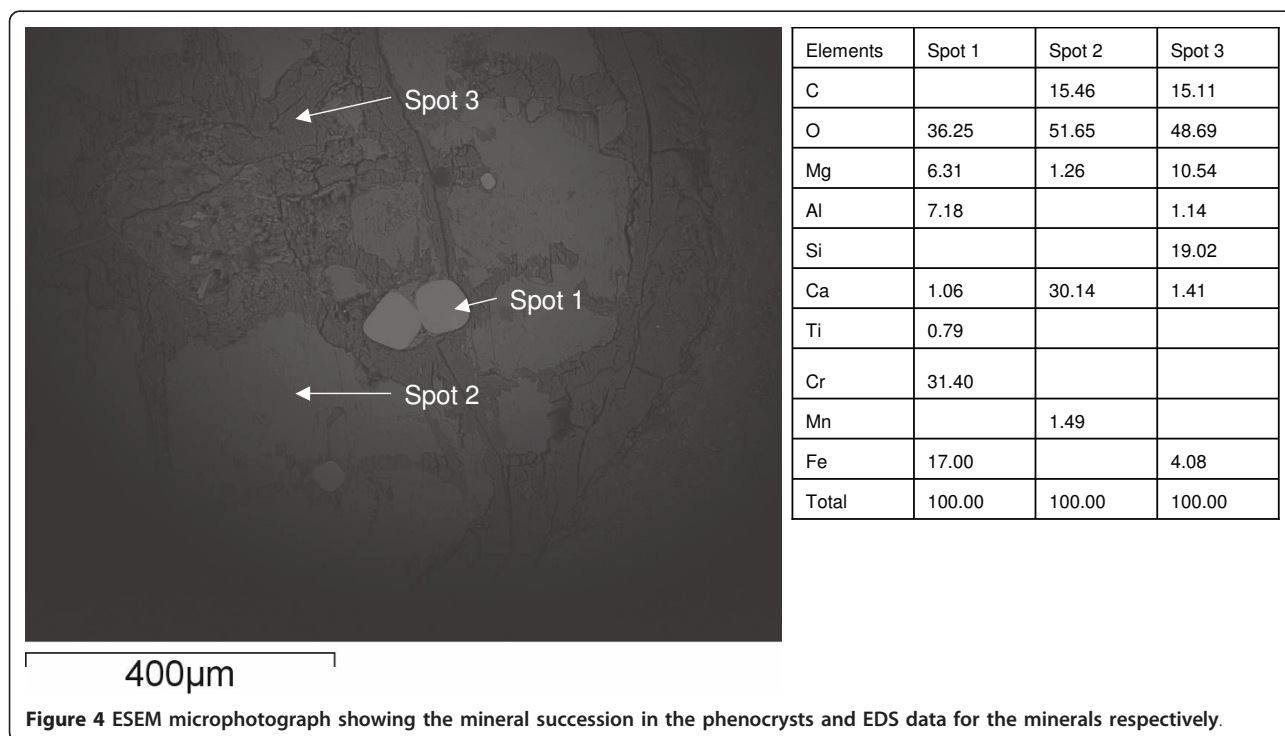 Spot 3
Spot 1
Spot 2
400µm
Elements Spot 1 Spot 2 Spot 3
C 15.46 15.11
O 36.25 51.65 48.69
Mg 6.31 1.26 10.54
Al 7.18 1.14
Si 19.02
Ca 1.06 30.14 1.41
Ti 0.79
Cr 31.40
Mn 1.49
Fe 17.00 4.08
Total 100.00 100.00 100.00
Figure 4 ESEM microphotograph showing the mineral succession in the phenocrysts and EDS data for the minerals respectively.